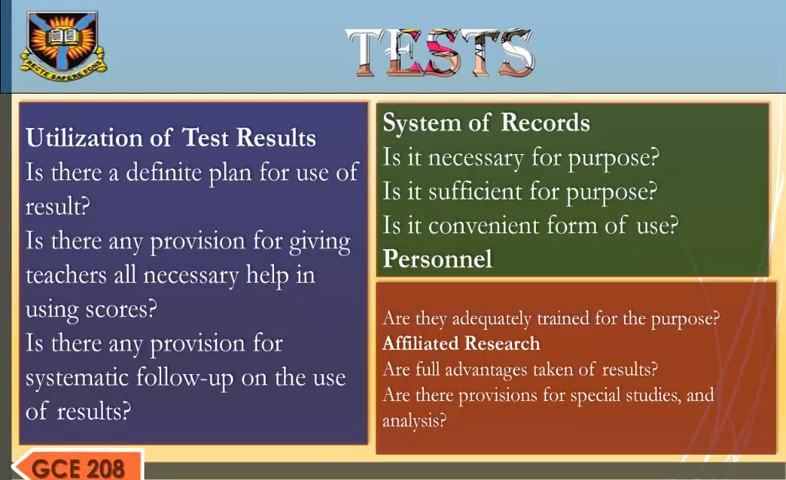 RECTE SAPERE FONS
TESTS
Utilization of Test Results
Is there a definite plan for use of
result?
Is there any provision for giving
teachers all necessary help in
using scores?
Is there any provision for
systematic follow-up on the use
of results?
System of Records
Is it necessary for purpose?
Is it sufficient for purpose?
Is it convenient form of use?
Personnel
Are they adequately trained for the purpose?
Affiliated Research
Are full advantages taken of results?
Are there provisions for special studies, and
analysis?
GCE 208